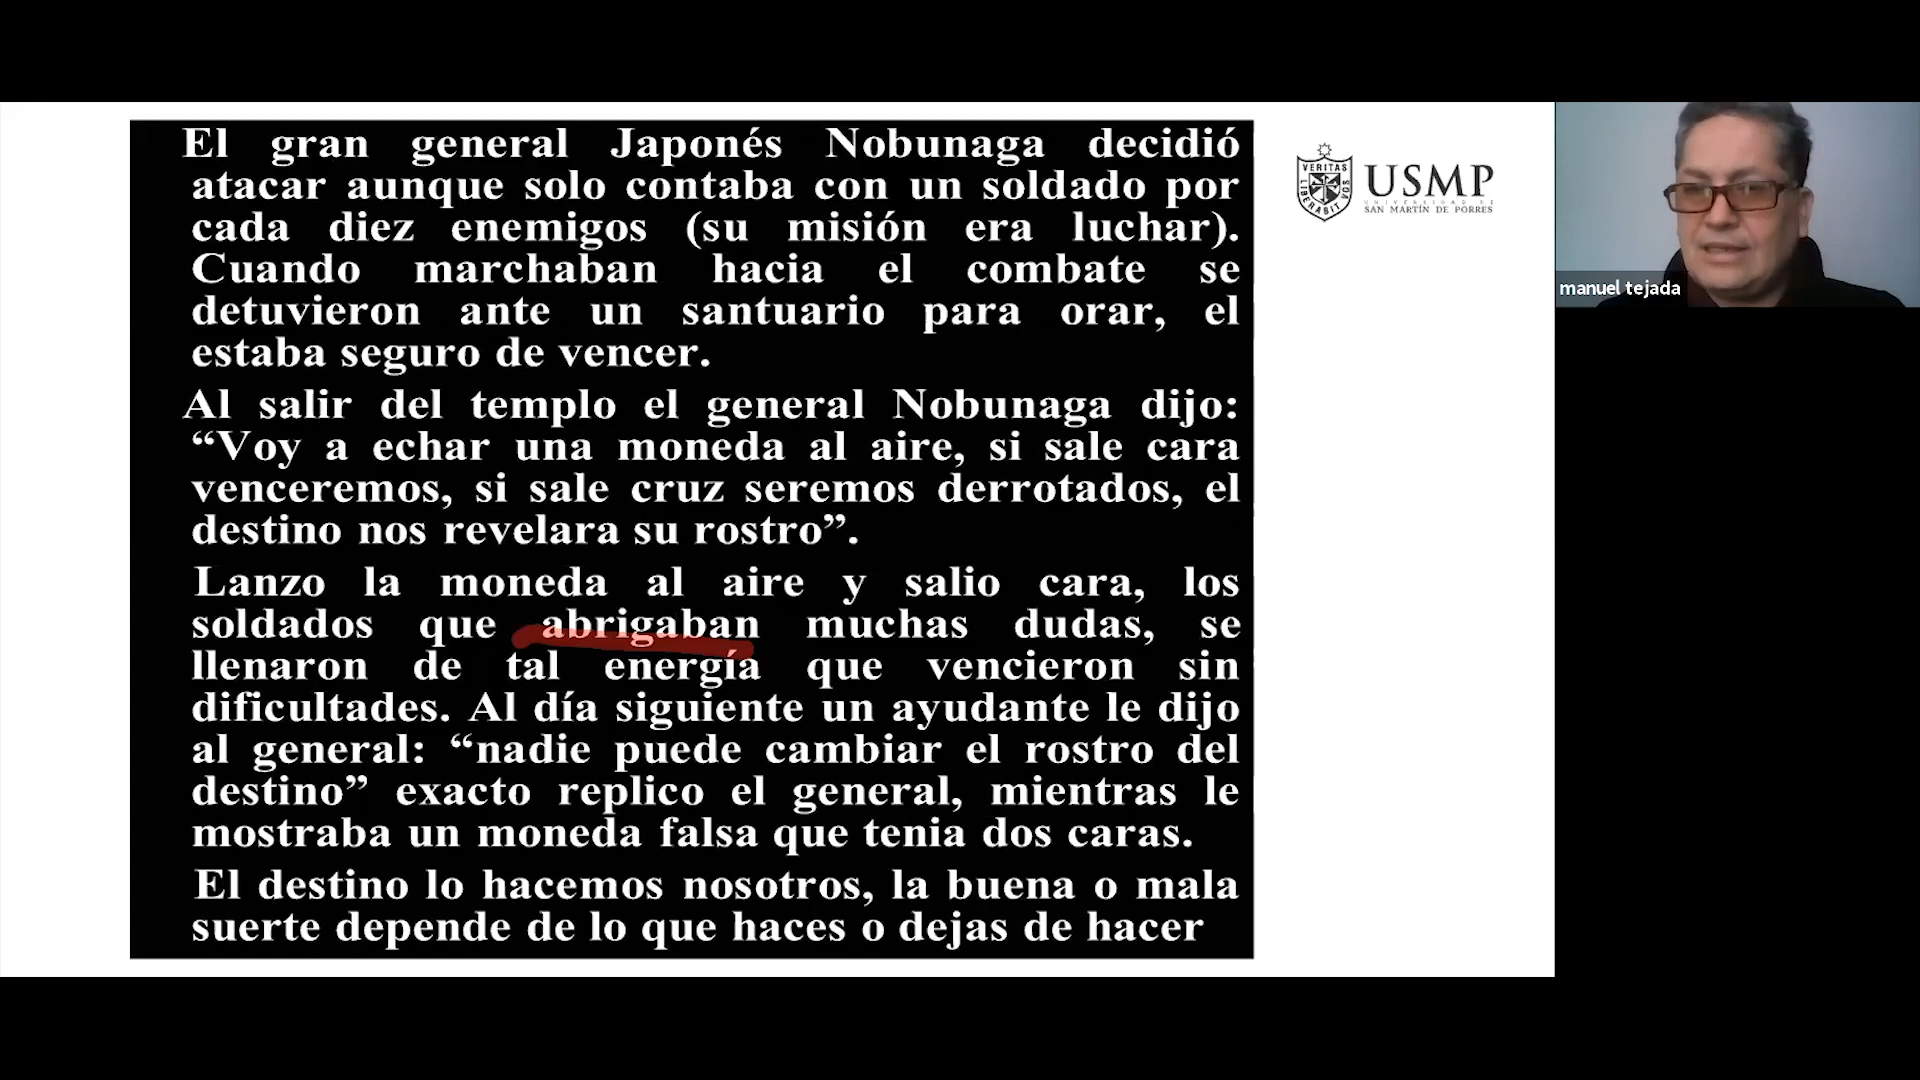 El gran general Japonés Nobunaga decidió
atacar aunque solo contaba con un soldado por
cada diez enemigos (su misión era luchar).
Cuando marchaban hacia el combate se
detuvieron ante un santuario para orar, el
estaba seguro de vencer.
Al salir del templo el general Nobunaga dijo:
“Voy a echar una moneda al aire, si sale cara
venceremos, si sale cruz seremos derrotados, el
destino nos revelara su rostro”.
Lanzo la moneda al aire y salio cara, los
soldados que abrigaban muchas dudas, se
llenaron de tal energía que vencieron sin
dificultades. Al día siguiente un ayudante le dijo
al general: “nadie puede cambiar el rostro del
destino” exacto replico el general, mientras le
mostraba un moneda falsa que tenia dos caras.
El destino lo hacemos nosotros, la buena o mala
suerte depende de lo que haces o dejas de hacer
VERITAS
LIBERABIT VOS
USMP
UNIVERSIDAD DE
SAN MARTÍN DE PORRES
manuel tejada